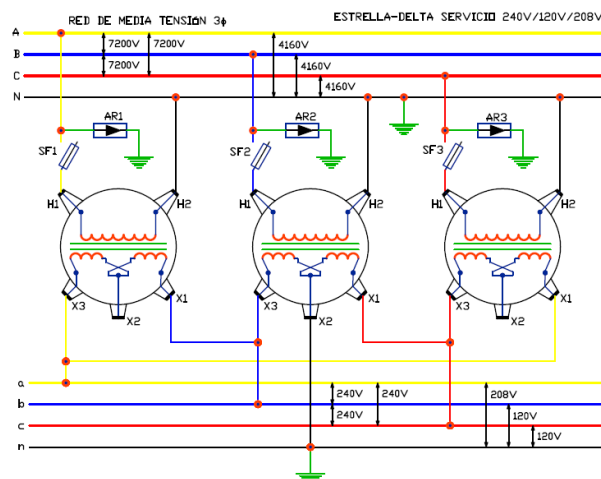 RED DE MEDIA TENSIÓN 3ϕ
ESTRELLA-DELTA SERVICIO 240V/120V/208V
A
7200V
7200V
4160V
B
7200V
4160V
C
4160V
N
AR1
AR2
AR3
SF1
SF2
SF3
H1
H2
H1
H2
H1
H2
X3
X1
X3
X1
X3
X1
X2
X2
X2
a
240V
240V
208V
b
240V
120V
c
120V
n